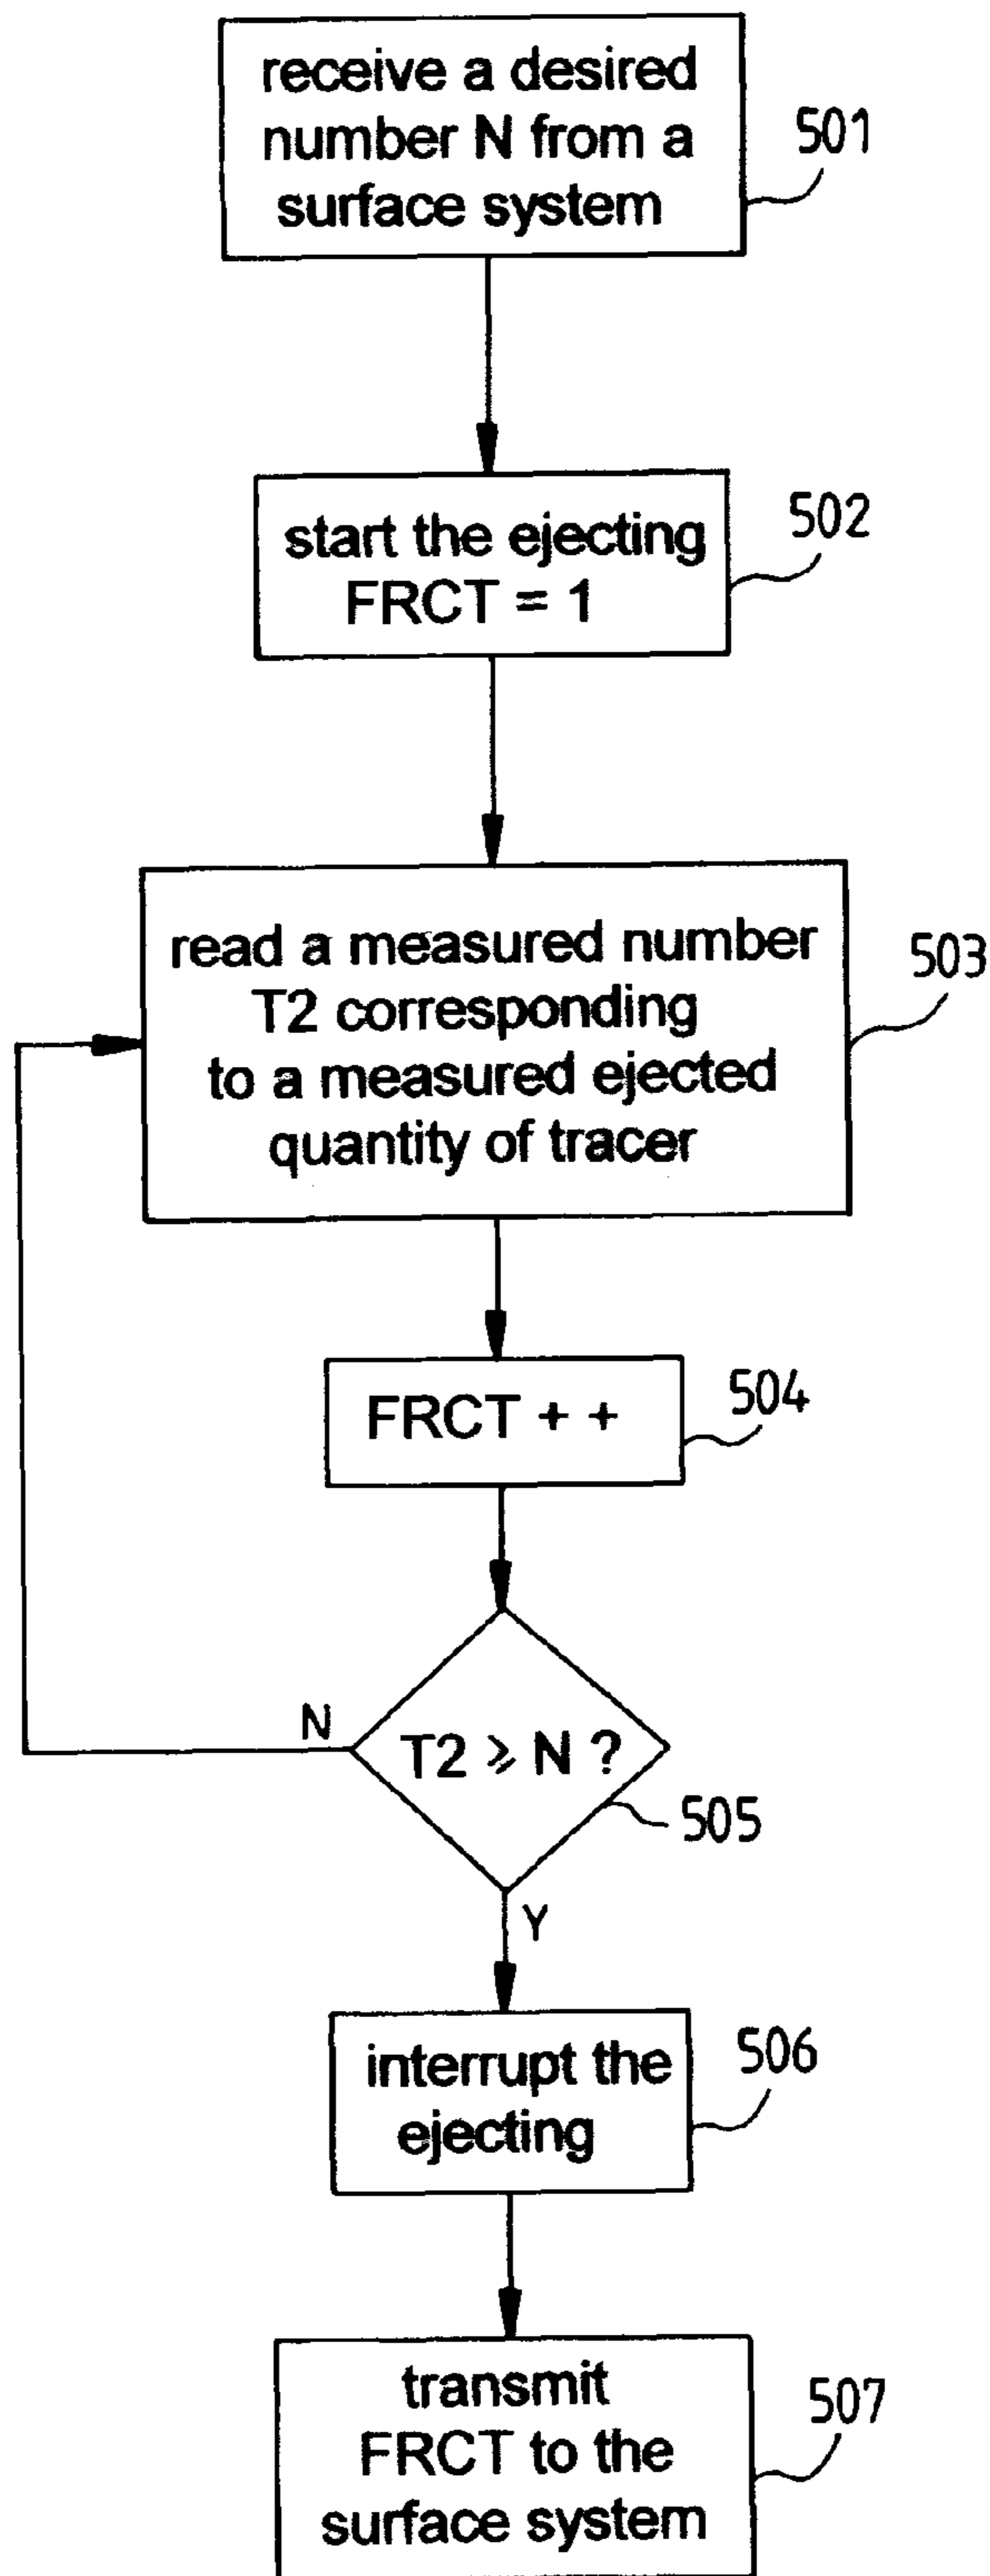 receive a desired
number N from a
surface system
501
start the ejecting
FRCT = 1
502
read a measured number
T2 corresponding
to a measured ejected
quantity of tracer
503
FRCT + +
504
N
T2 ⩾ N ?
505
Y
interrupt the
ejecting
506
transmit
FRCT to the
surface system
507